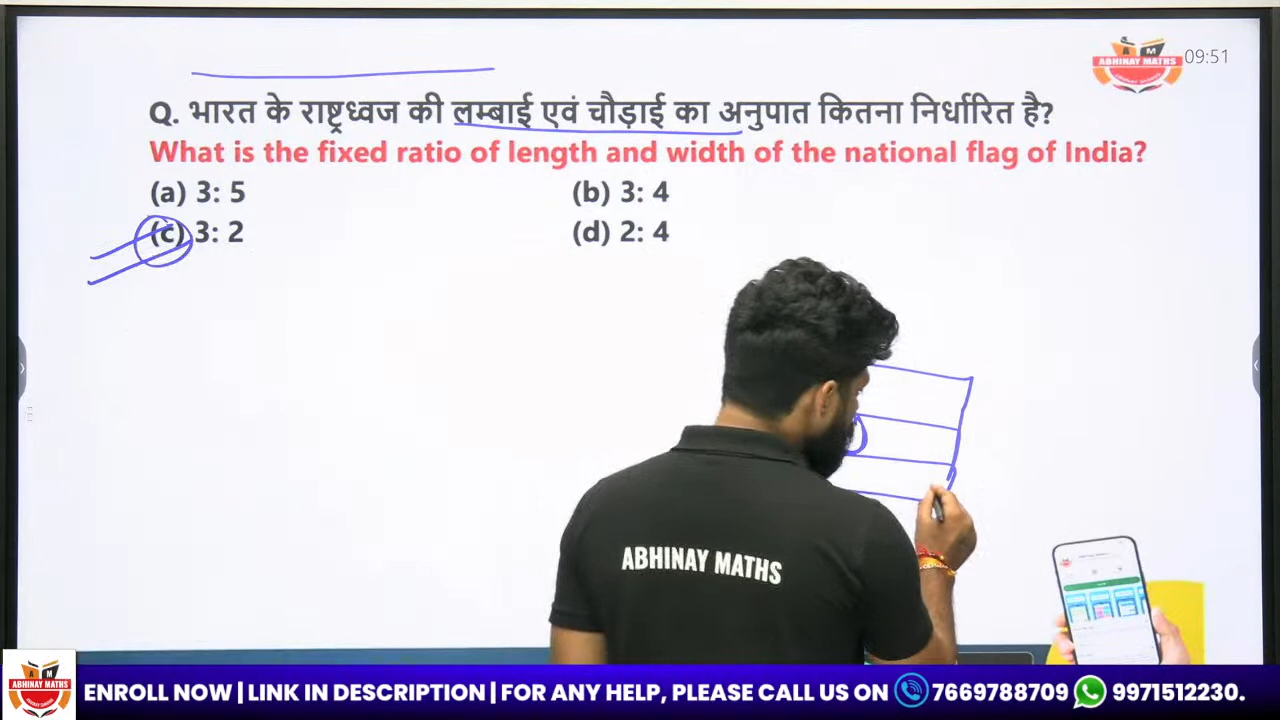 ABHINAY MATHS
09:51
Q. भारत के राष्ट्रध्वज की लम्बाई एवं चौड़ाई का अनुपात कितना निर्धारित है?
What is the fixed ratio of length and width of the national flag of India?
(a) 3: 5
(b) 3: 4
(c) 3: 2
(d) 2: 4
ABHINAY MATHS
ABHINAY MATHS
ENROLL NOW | LINK IN DESCRIPTION | FOR ANY HELP, PLEASE CALL US ON 7669788709 9971512230.